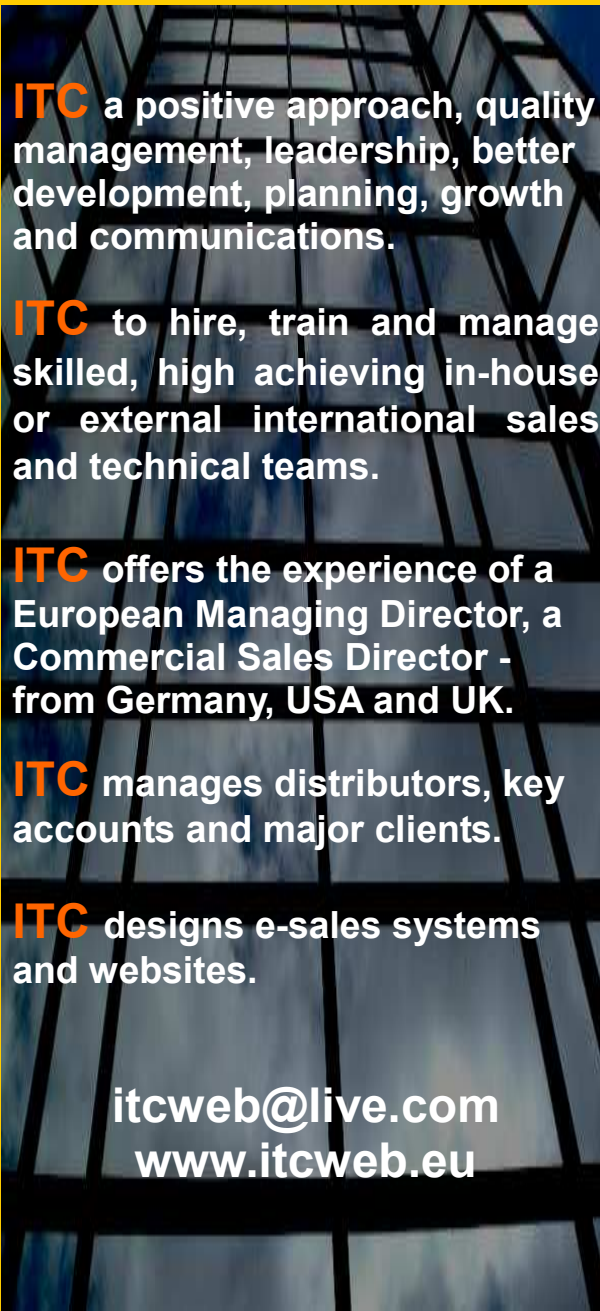 ITC a positive approach, quality
management, leadership, better
development, planning, growth
and communications.
ITC to hire, train and manage
skilled, high achieving in-house
or external international sales
and technical teams.
ITC offers the experience of a
European Managing Director, a
Commercial Sales Director -
from Germany, USA and UK.
ITC manages distributors, key
accounts and major clients.
ITC designs e-sales systems
and websites.
itcweb@live.com
www.itcweb.eu